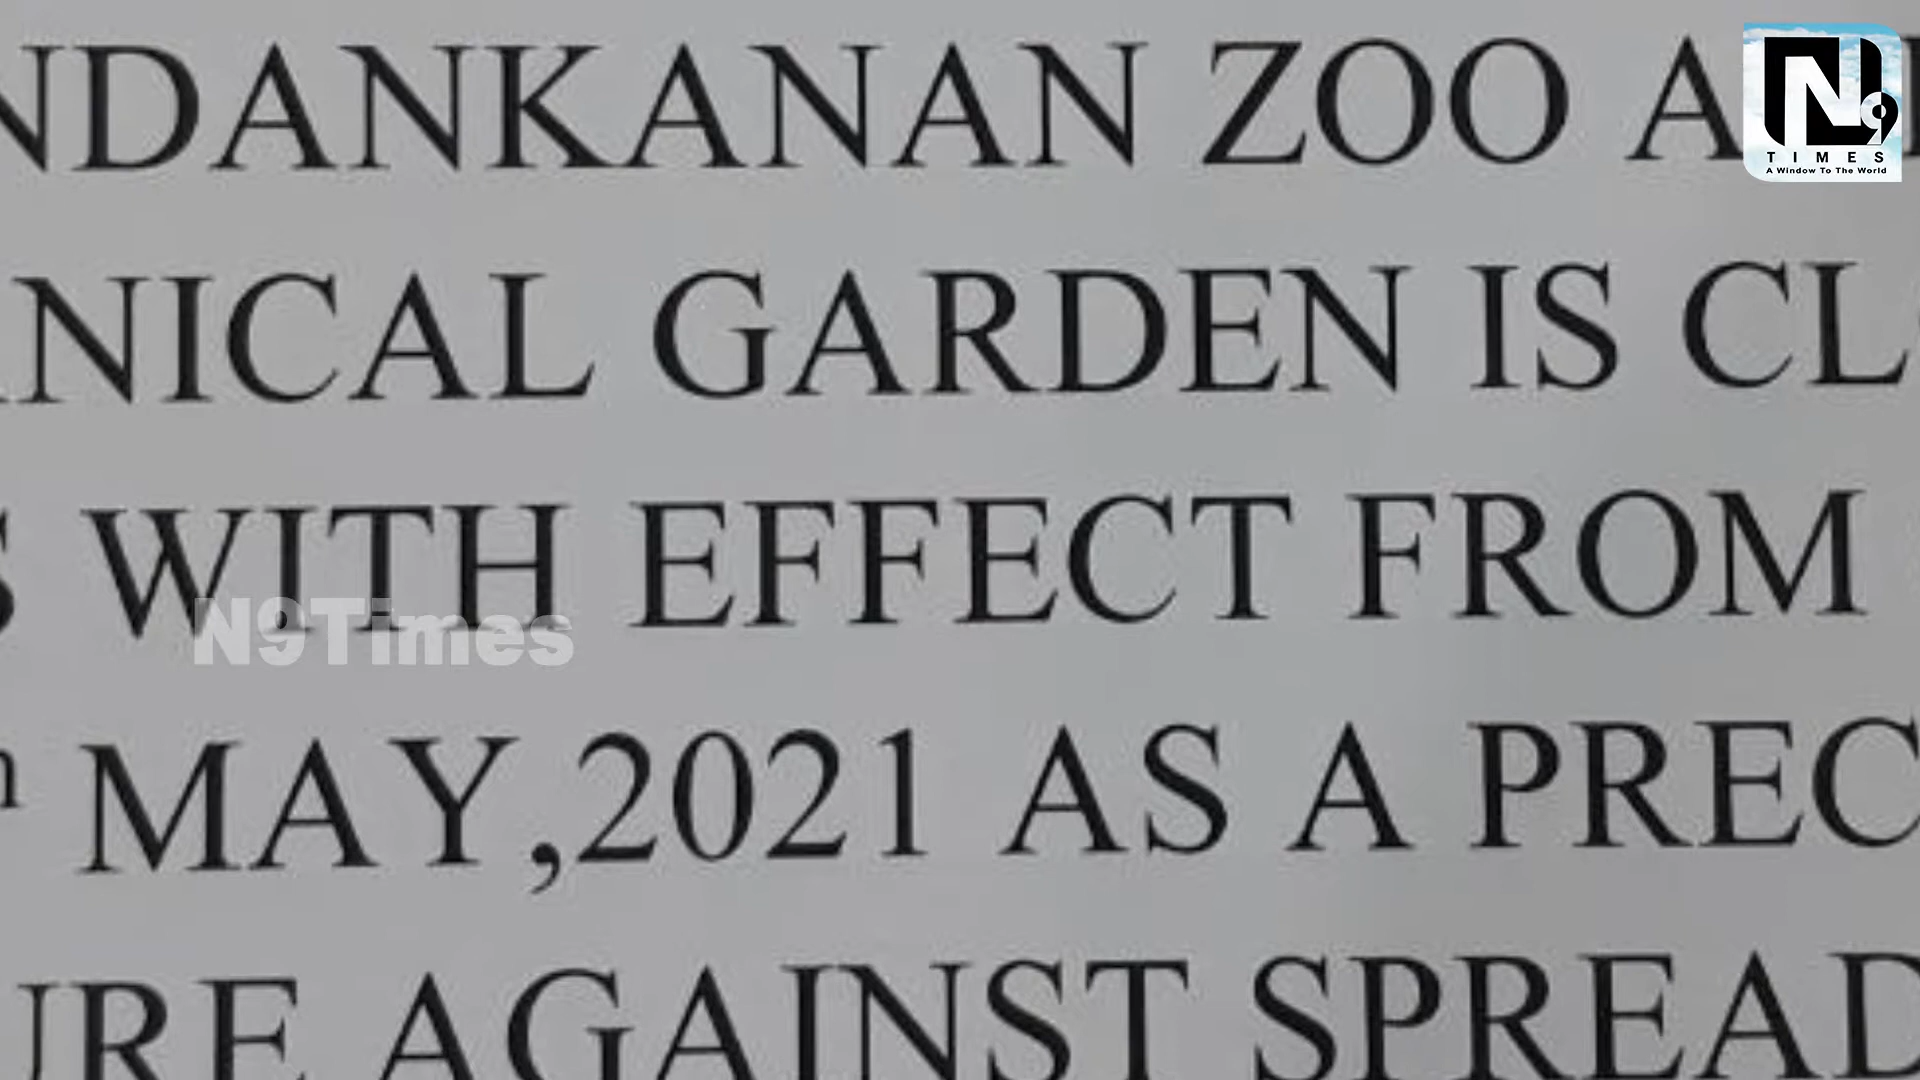 NDANKANAN ZOO A
NICAL GARDEN IS CL
S WITH EFFECT FROM
MAY,2021 AS A PREC
URE AGAINST SPREAD
N9
TIMES
A Window To The World
N9Times